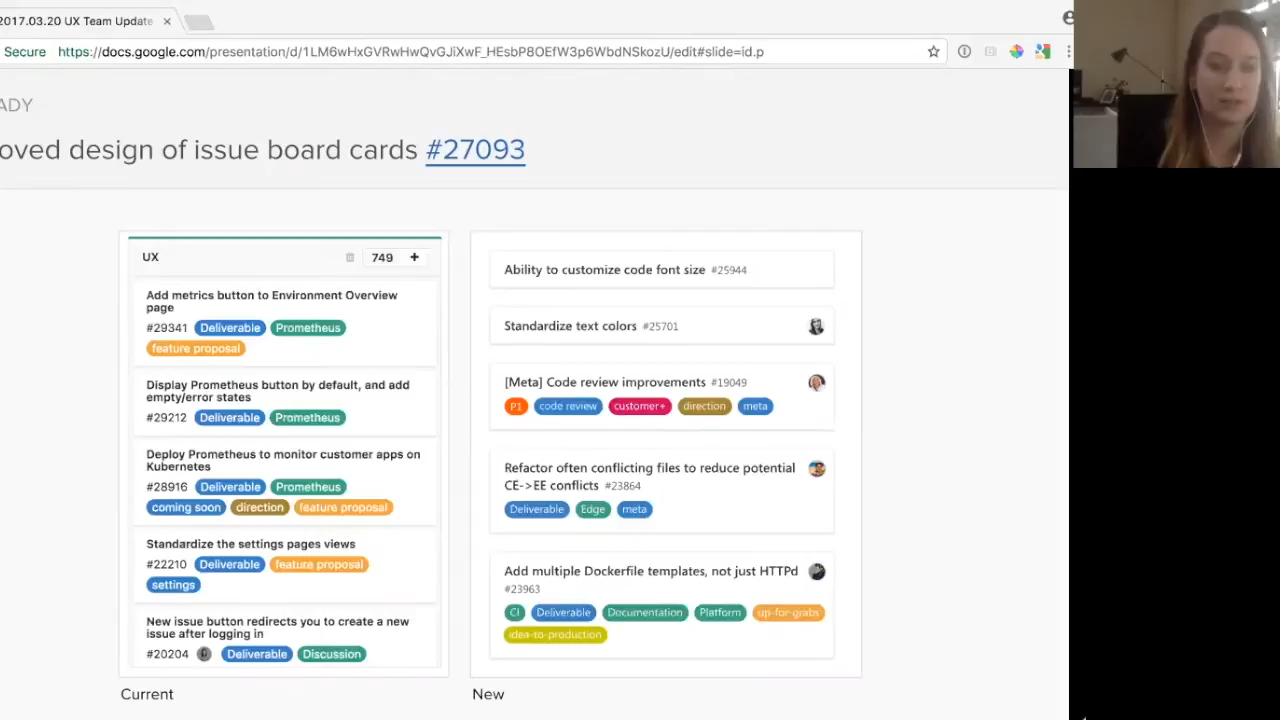 2017.03.20 UX Team Update ×
Secure https://docs.google.com/presentation/d/1LM6wHxGVRwHwQvGJiXwF_HEsbP8OEfW3p6WbdNSkozU/edit#slide=id.p
ADY
oved design of issue board cards #27093
UX 749 +
Add metrics button to Environment Overview
page
#29341 Deliverable Prometheus
feature proposal
Display Prometheus button by default, and add
empty/error states
#29212 Deliverable Prometheus
Deploy Prometheus to monitor customer apps on
Kubernetes
#28916 Deliverable Prometheus
coming soon direction feature proposal
Standardize the settings pages views
#22210 Deliverable feature proposal
settings
New issue button redirects you to create a new
issue after logging in
#20204 Deliverable Discussion
Current
Ability to customize code font size #25944
Standardize text colors #25701
[Meta] Code review improvements #19049
P1 code review customer+ direction meta
Refactor often conflicting files to reduce potential
CE->EE conflicts #23864
Deliverable Edge meta
Add multiple Dockerfile templates, not just HTTPd
#23963
CI Deliverable Documentation Platform up-for-grabs
idea-to-production
New